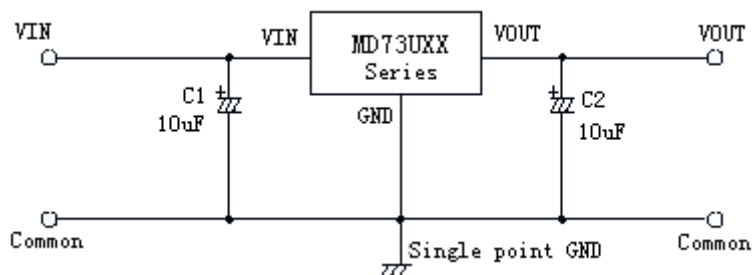 VIN
VIN
MD73UXX
Series
VOUT
VOUT
C1
10uF
GND
C2
10uF
Common
Single point GND
Common